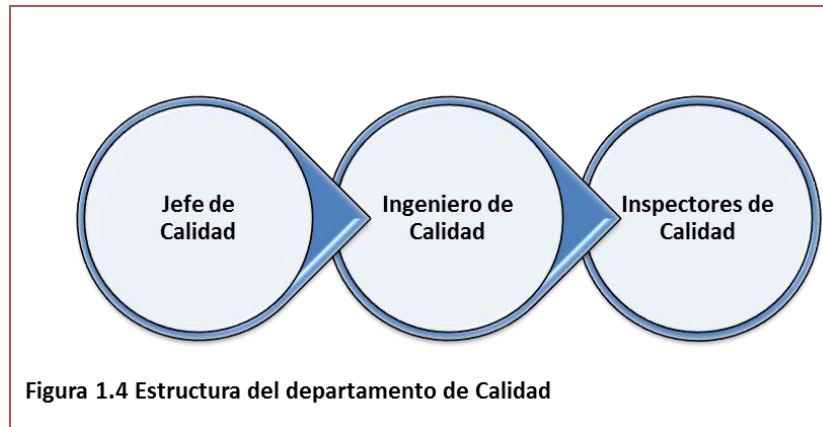 Jefe de
Calidad
Ingeniero de
Calidad
Inspectores de
Calidad
Figura 1.4 Estructura del departamento de Calidad